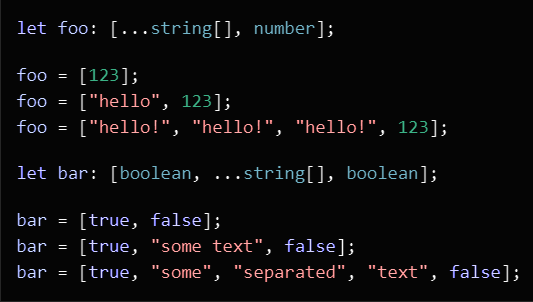 let foo: [...string[], number];
foo = [123];
foo = ["hello", 123];
foo = ["hello!", "hello!", "hello!", 123];
let bar: [boolean, ...string[], boolean];
bar = [true, false];
bar = [true, "some text", false];
bar = [true, "some", "separated", "text", false];